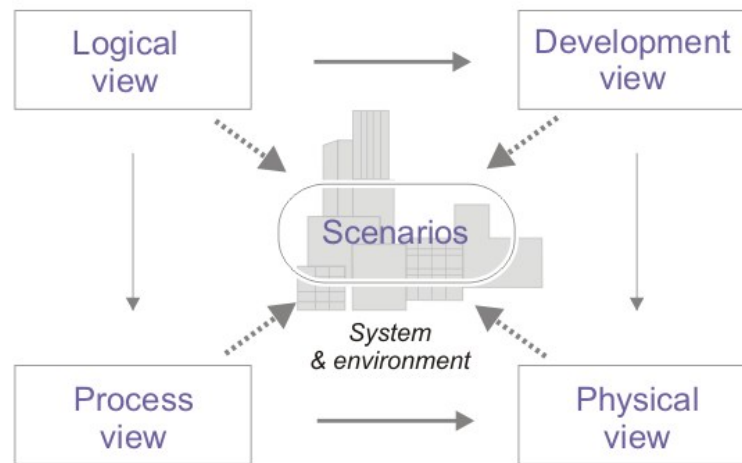 Logical
view
Development
view
Scenarios
System
& environment
Process
view
Physical
view